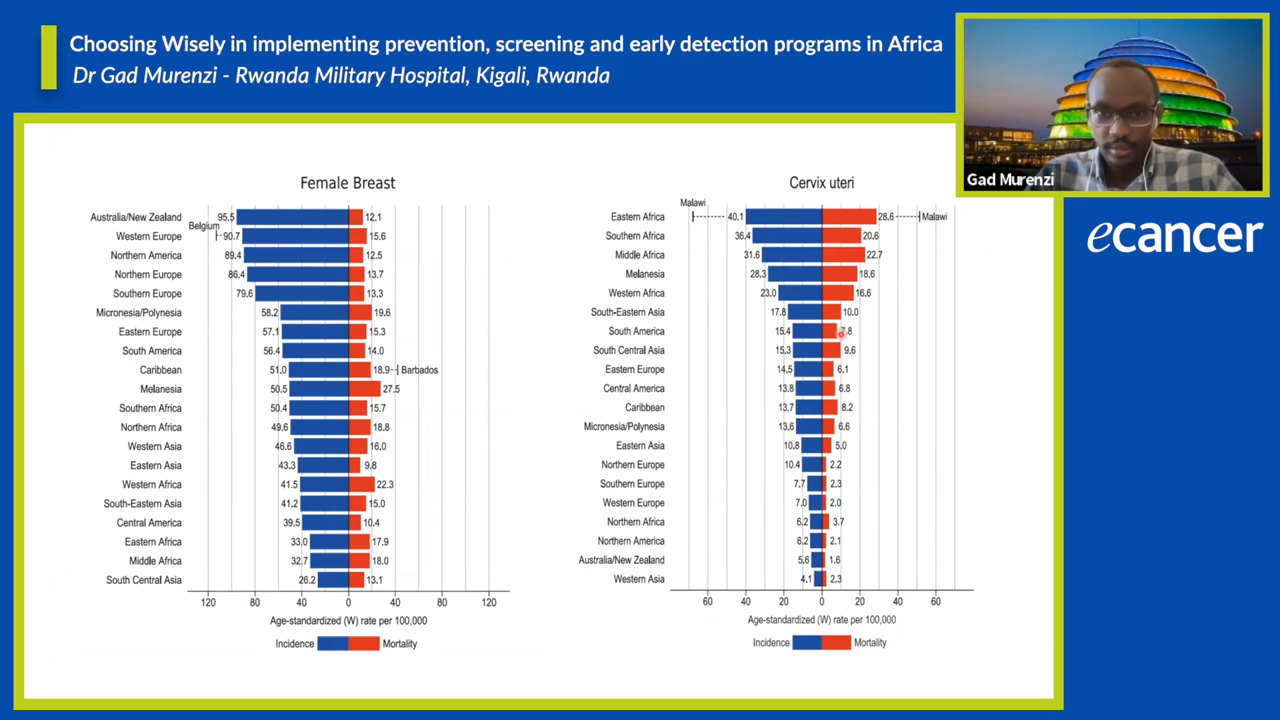 Choosing Wisely in implementing prevention, screening and early detection programs in Africa
Dr Gad Murenzi - Rwanda Military Hospital, Kigali, Rwanda
Gad Murenzi
ecancer
Female Breast
Australia/New Zealand 95.5 12.1
Belgium
Western Europe 90.7 15.6
Northern America 89.4 12.5
Northern Europe 86.4 13.7
Southern Europe 79.6 13.3
Micronesia/Polynesia 58.2 19.6
Eastern Europe 57.1 15.3
South America 56.4 14.0
Caribbean 51.0 18.9 Barbados
Melanesia 50.5 27.5
Southern Africa 50.4 15.7
Northern Africa 49.6 18.8
Western Asia 46.6 16.0
Eastern Asia 43.3 9.8
Western Africa 41.5 22.3
South-Eastern Asia 41.2 15.0
Central America 39.5 10.4
Eastern Africa 33.0 17.9
Middle Africa 32.7 18.0
South Central Asia 26.2 13.1
120 80 40 0 40 80 120
Age-standardized (W) rate per 100,000
Incidence Mortality
Cervix uteri
Malawi
Eastern Africa 40.1 28.6 Malawi
Southern Africa 36.4 20.6
Middle Africa 31.6 22.7
Melanesia 28.3 18.6
Western Africa 23.0 16.6
South-Eastern Asia 17.8 10.0
South America 15.4 7.8
South Central Asia 15.3 9.6
Eastern Europe 14.5 6.1
Central America 13.8 6.8
Caribbean 13.7 8.2
Micronesia/Polynesia 13.6 6.6
Eastern Asia 10.8 5.0
Northern Europe 10.4 2.2
Southern Europe 7.7 2.3
Western Europe 7.0 2.0
Northern Africa 6.2 3.7
Northern America 6.2 2.1
Australia/New Zealand 5.6 1.6
Western Asia 4.1 2.3
60 40 20 0 20 40 60
Age-standardized (W) rate per 100,000
Incidence Mortality